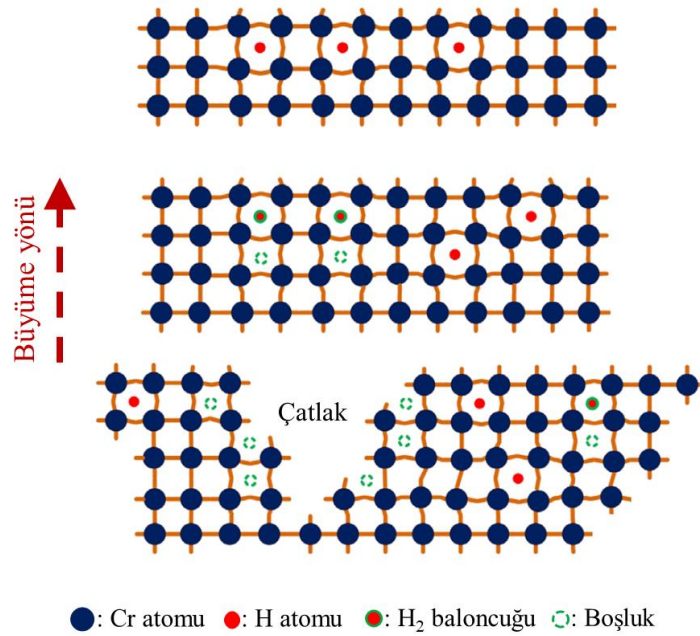 Büyüme yönü
Çatlak
: Cr atomu : H atomu : H₂ baloncuğu : Boşluk